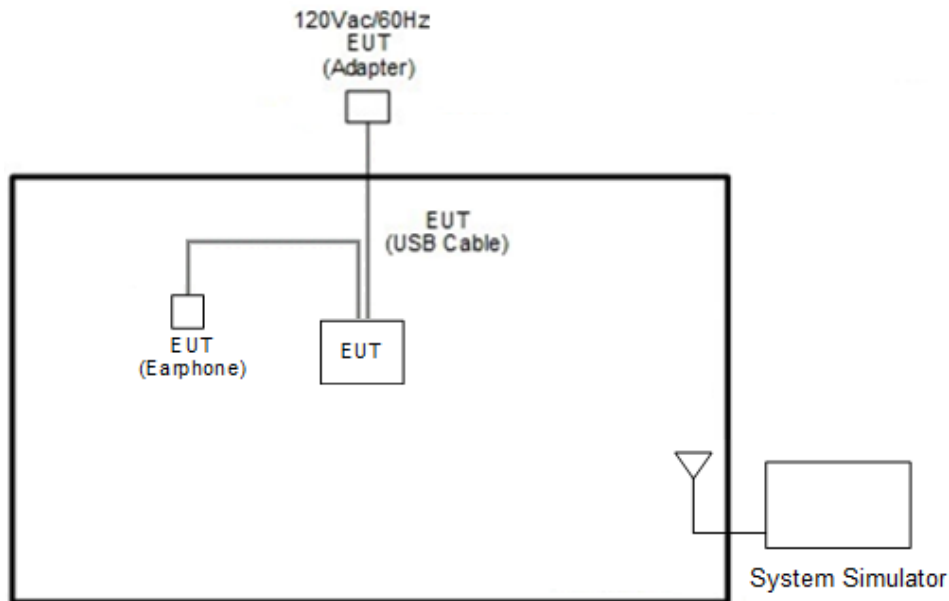 120Vac/60Hz
EUT
(Adapter)
EUT
(USB Cable)
EUT
(Earphone)
EUT
System Simulator